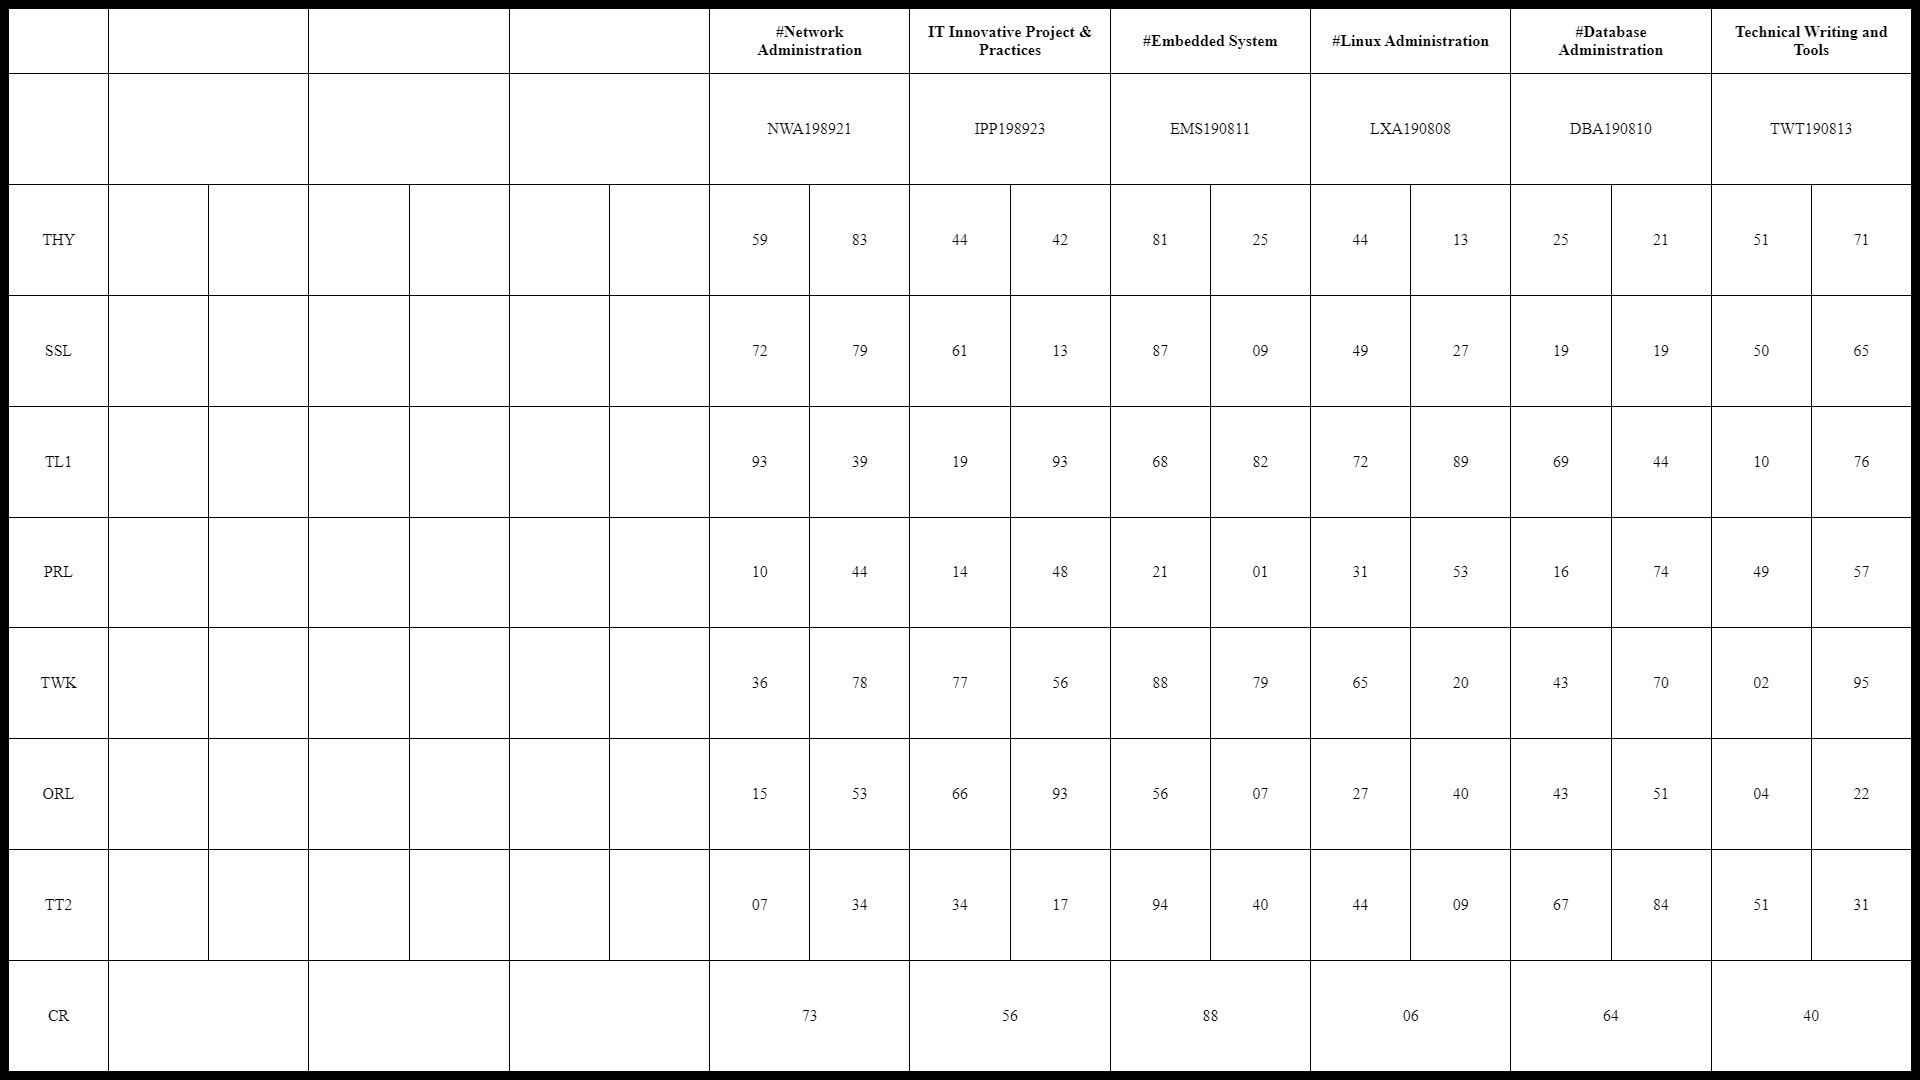 #Network Administration IT Innovative Project & Practices #Embedded System #Linux Administration #Database Administration Technical Writing and Tools
NWA198921 IPP198923 EMS190811 LXA190808 DBA190810 TWT190813
THY 59 83 44 42 81 25 44 13 25 21 51 71
SSL 72 79 61 13 87 09 49 27 19 19 50 65
TL1 93 39 19 93 68 82 72 89 69 44 10 76
PRL 10 44 14 48 21 01 31 53 16 74 49 57
TWK 36 78 77 56 88 79 65 20 43 70 02 95
ORL 15 53 66 93 56 07 27 40 43 51 04 22
TT2 07 34 34 17 94 40 44 09 67 84 51 31
CR 73 56 88 06 64 40